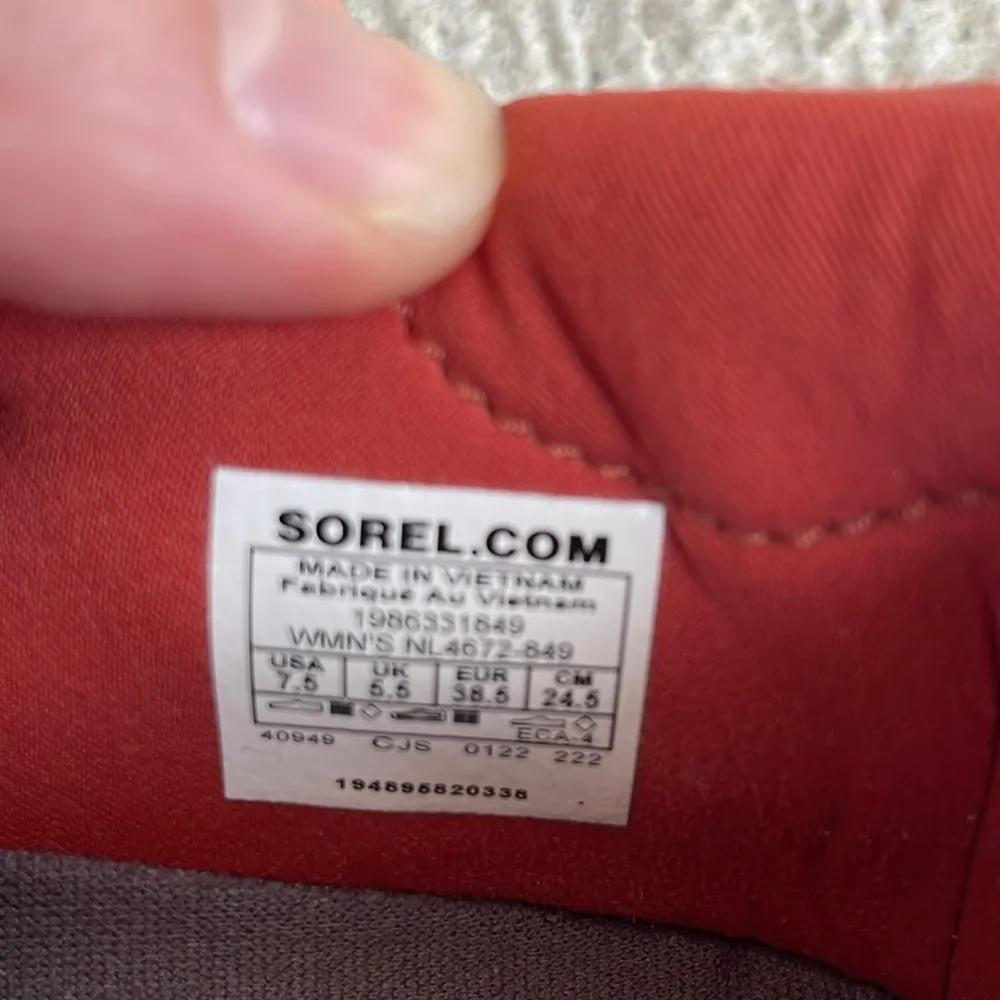 SOREL.COM
MADE IN VIETNAM
Fabriqué Au Vietnam
1986331849
WMN'S NL4672-849
USA UK EUR CM
7.5 5.5 38.5 24.5
ECA-4
40949 CJS 0122 222
194895820338